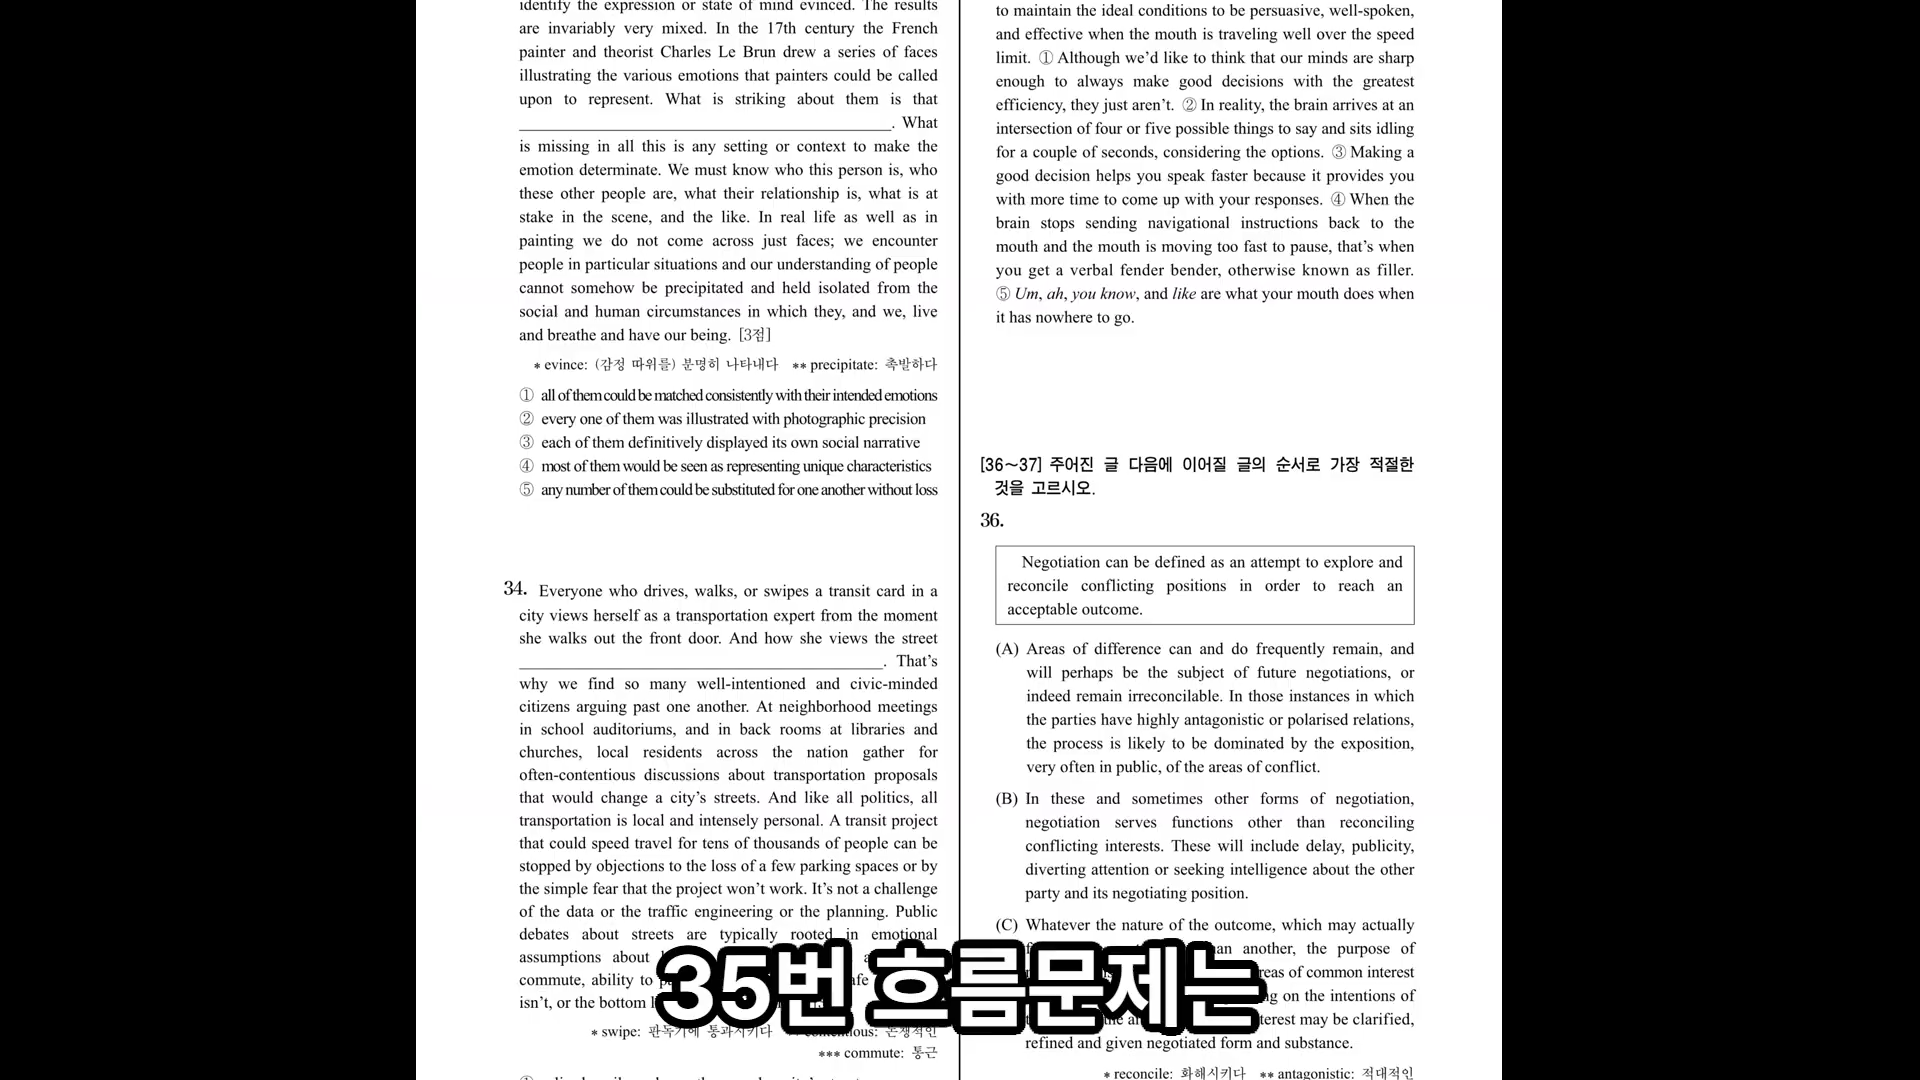 identify the expression or state of mind evinced. The results
are invariably very mixed. In the 17th century the French
painter and theorist Charles Le Brun drew a series of faces
illustrating the various emotions that painters could be called
upon to represent. What is striking about them is that
______________________________. What
is missing in all this is any setting or context to make the
emotion determinate. We must know who this person is, who
these other people are, what their relationship is, what is at
stake in the scene, and the like. In real life as well as in
painting we do not come across just faces; we encounter
people in particular situations and our understanding of people
cannot somehow be precipitated and held isolated from the
social and human circumstances in which they, and we, live
and breathe and have our being. [3점]
* evince: (감정 따위를) 분명히 나타내다 ** precipitate: 촉발하다
① all of them could be matched consistently with their intended emotions
② every one of them was illustrated with photographic precision
③ each of them definitively displayed its own social narrative
④ most of them would be seen as representing unique characteristics
⑤ any number of them could be substituted for one another without loss
34. Everyone who drives, walks, or swipes a transit card in a
city views herself as a transportation expert from the moment
she walks out the front door. And how she views the street
______________________________. That's
why we find so many well-intentioned and civic-minded
citizens arguing past one another. At neighborhood meetings
in school auditoriums, and in back rooms at libraries and
churches, local residents across the nation gather for
often-contentious discussions about transportation proposals
that would change a city's streets. And like all politics, all
transportation is local and intensely personal. A transit project
that could speed travel for tens of thousands of people can be
stopped by objections to the loss of a few parking spaces or by
the simple fear that the project won't work. It's not a challenge
of the data or the traffic engineering or the planning. Public
debates about streets are typically rooted in emotional
assumptions about
commute, ability to
isn't, or the bottom
* swipe: 판독기에 통과시키다 ** contentious: 논쟁적인
*** commute: 통근
to maintain the ideal conditions to be persuasive, well-spoken,
and effective when the mouth is traveling well over the speed
limit. ① Although we'd like to think that our minds are sharp
enough to always make good decisions with the greatest
efficiency, they just aren't. ② In reality, the brain arrives at an
intersection of four or five possible things to say and sits idling
for a couple of seconds, considering the options. ③ Making a
good decision helps you speak faster because it provides you
with more time to come up with your responses. ④ When the
brain stops sending navigational instructions back to the
mouth and the mouth is moving too fast to pause, that's when
you get a verbal fender bender, otherwise known as filler.
⑤ Um, ah, you know, and like are what your mouth does when
it has nowhere to go.
[36~37] 주어진 글 다음에 이어질 글의 순서로 가장 적절한
것을 고르시오.
36.
Negotiation can be defined as an attempt to explore and
reconcile conflicting positions in order to reach an
acceptable outcome.
(A) Areas of difference can and do frequently remain, and
will perhaps be the subject of future negotiations, or
indeed remain irreconcilable. In those instances in which
the parties have highly antagonistic or polarised relations,
the process is likely to be dominated by the exposition,
very often in public, of the areas of conflict.
(B) In these and sometimes other forms of negotiation,
negotiation serves functions other than reconciling
conflicting interests. These will include delay, publicity,
diverting attention or seeking intelligence about the other
party and its negotiating position.
(C) Whatever the nature of the outcome, which may actually
another, the purpose of
areas of common interest
on the intentions of
interest may be clarified,
refined and given negotiated form and substance.
* reconcile: 화해시키다 ** antagonistic: 적대적인
35번 흐름문제는